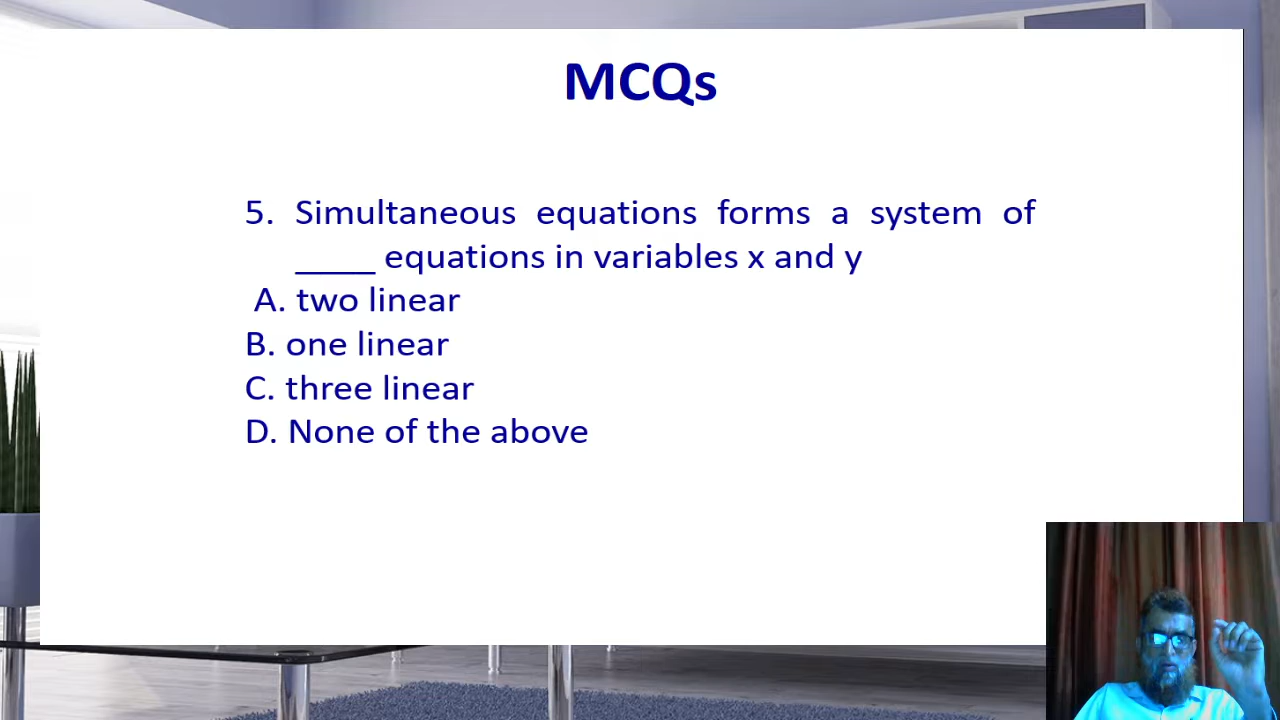 MCQs
5. Simultaneous equations forms a system of
____ equations in variables x and y
A. two linear
B. one linear
C. three linear
D. None of the above